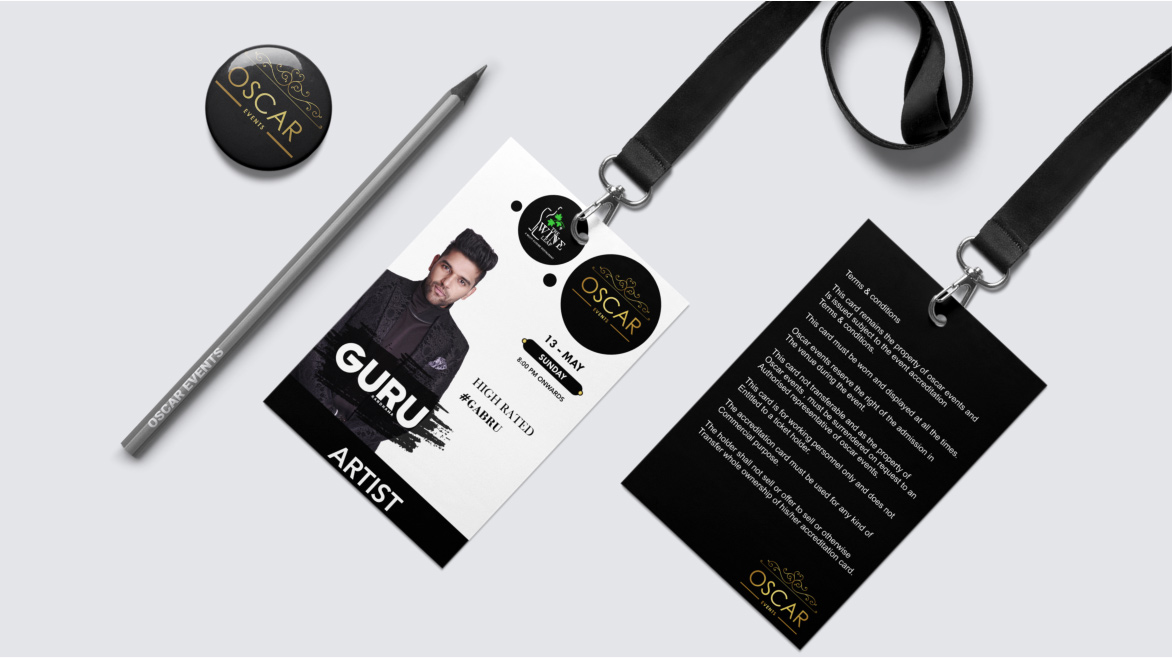 OSCAR
EVENTS
OSCAR EVENTS
THE
WINE
OSCAR
EVENTS
13 - MAY
SUNDAY
8:00 PM ONWARDS
HIGH RATED
#GABRU
GURU
ARTIST
Terms & conditions
This card remains the property of oscar events and
is issued subject to the event accreditation
Terms & conditions.
This card must be worn and displayed at all the times.
Oscar events reserve the right of the admission in
The venue during the event.
This card not transferable and as the property of
Oscar events , must be surrendered on request to an
Authorised representative of oscar events.
This card is for working personnel only and does not
Entitled to a ticket holder.
The accreditation card must be used for any kind of
Commercial purpose.
The holder shall not sell or offer to sell or otherwise
Transfer whole ownership of his/her accreditation card.
OSCAR
EVENTS